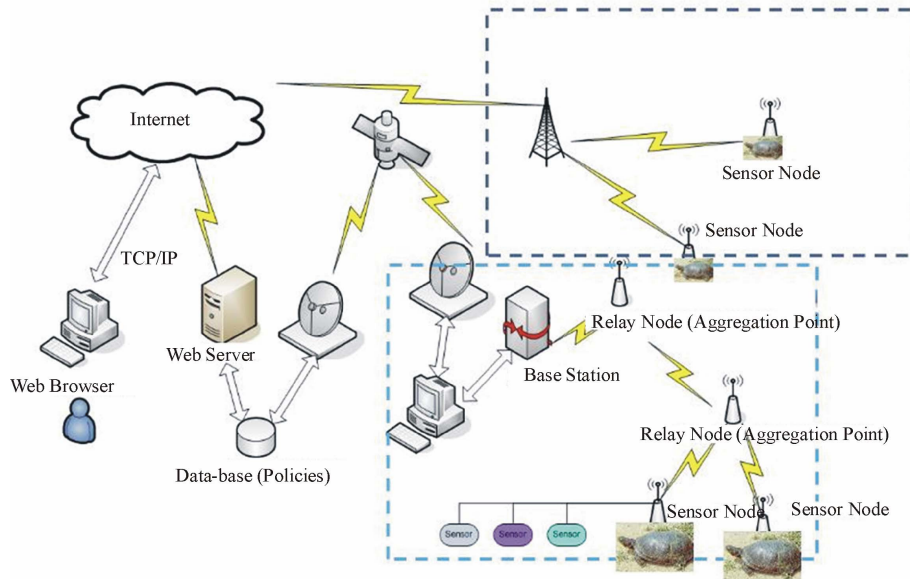 Internet
Sensor Node
Sensor Node
TCP/IP
Relay Node (Aggregation Point)
Web Server
Base Station
Web Browser
Relay Node (Aggregation Point)
Data-base (Policies)
Sensor Node
Sensor Node
Sensor
Sensor
Sensor